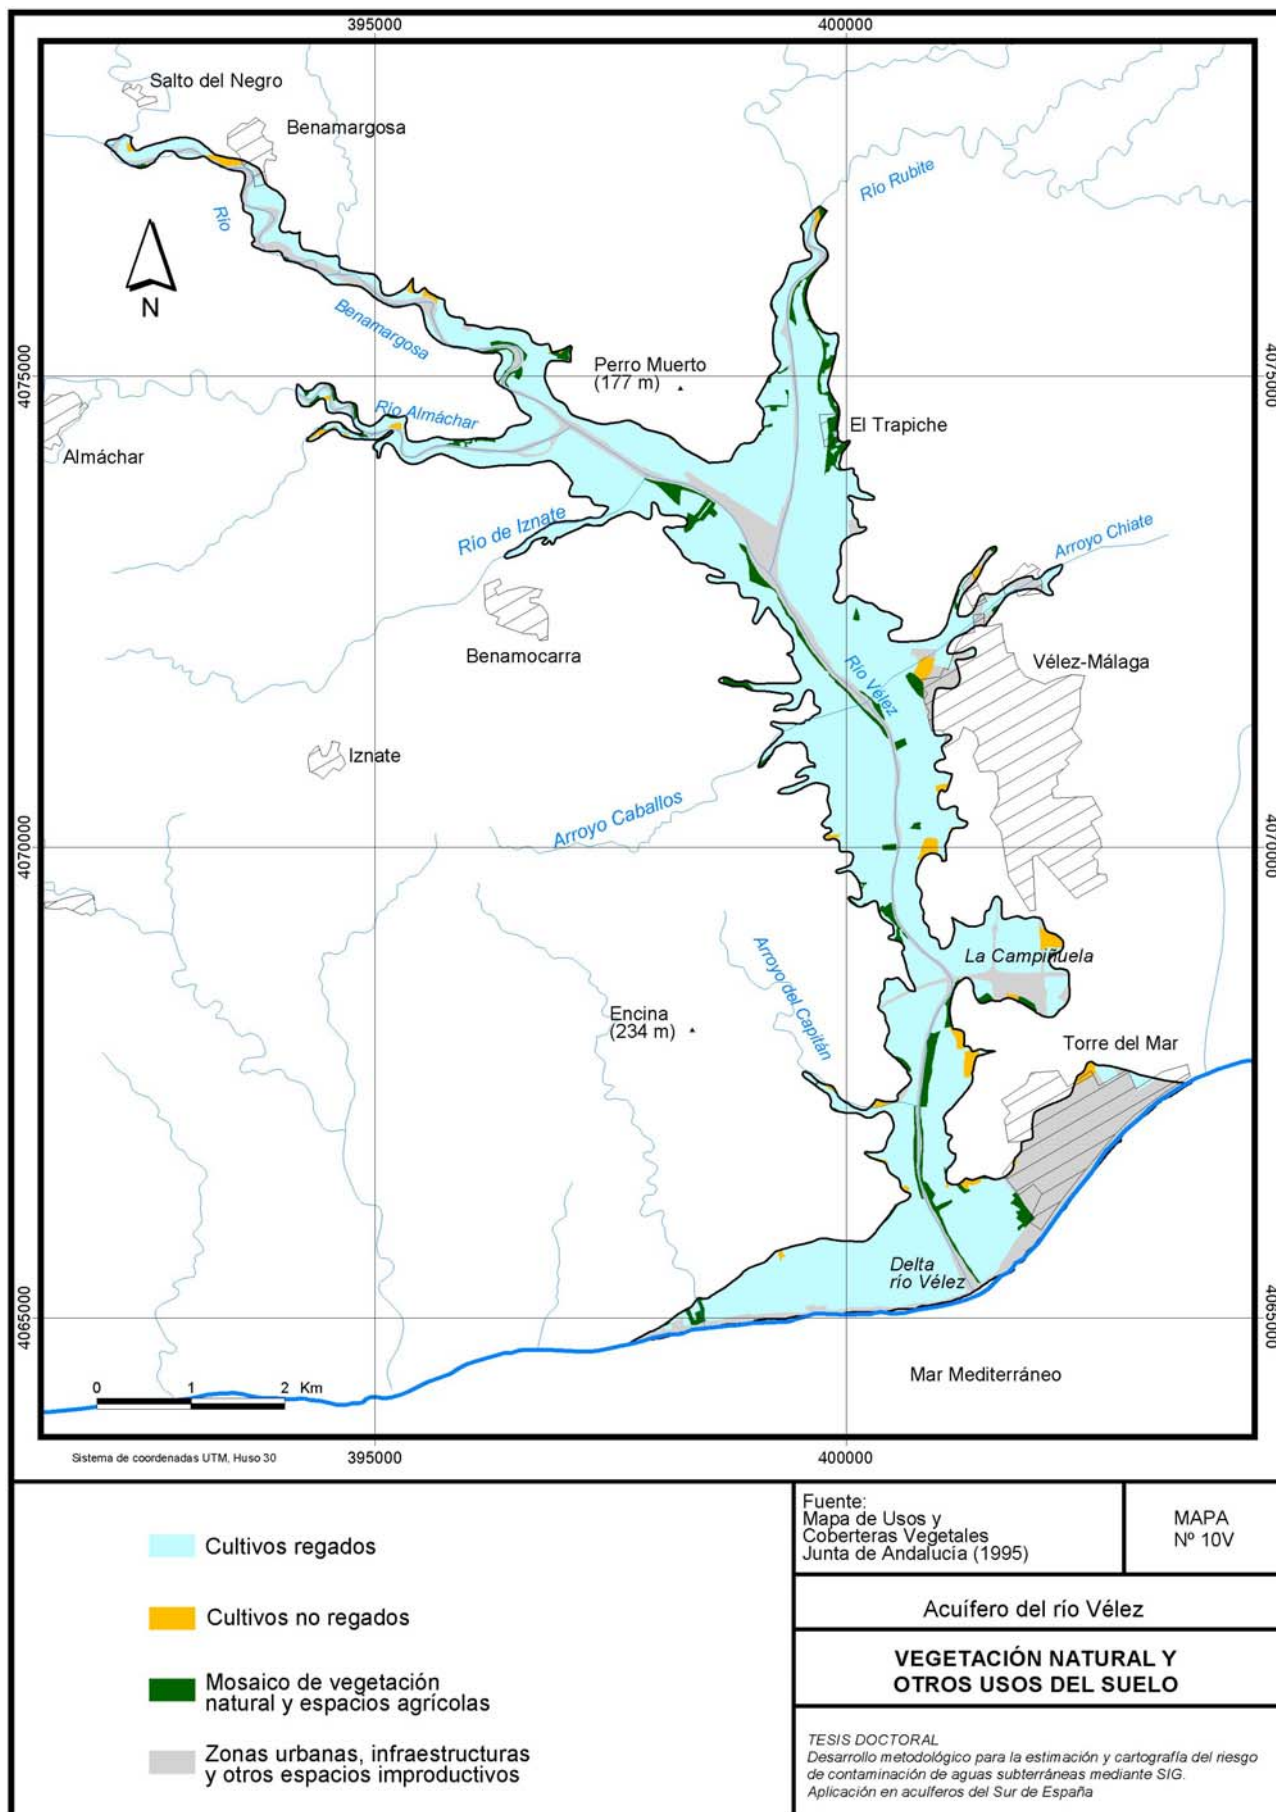 395000
400000
Salto del Negro
Benamargosa
Río Rubite
Río
N
Benamargosa
Perro Muerto
(177 m)
4075000
4075000
Río Almáchar
El Trapiche
Almáchar
Río de Iznate
Arroyo Chiate
Benamocarra
Río Vélez
Vélez-Málaga
Iznate
Arroyo Caballos
4070000
4070000
Arroyo del Capitán
La Campiñuela
Encina
(234 m)
Torre del Mar
Delta
río Vélez
4065000
4065000
Mar Mediterráneo
0 1 2 Km
Sistema de coordenadas UTM, Huso 30
395000
400000
Cultivos regados
Cultivos no regados
Mosaico de vegetación
natural y espacios agrícolas
Zonas urbanas, infraestructuras
y otros espacios improductivos
Fuente:
Mapa de Usos y
Coberteras Vegetales
Junta de Andalucía (1995)
MAPA
Nº 10V
Acuífero del río Vélez
VEGETACIÓN NATURAL Y
OTROS USOS DEL SUELO
TESIS DOCTORAL
Desarrollo metodológico para la estimación y cartografía del riesgo
de contaminación de aguas subterráneas mediante SIG.
Aplicación en acuíferos del Sur de España